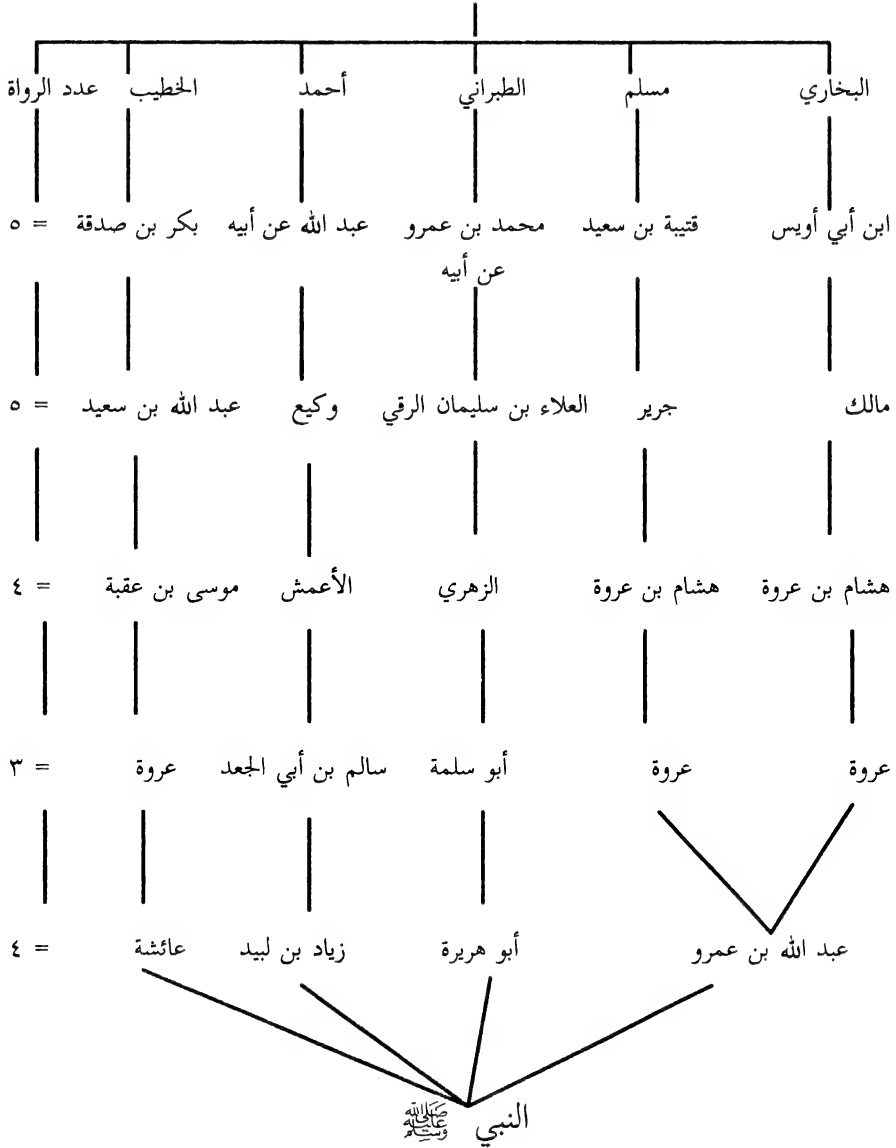 البخاري مسلم الطبراني أحمد الخطيب عدد الرواة
ابن أبي أويس قتيبة بن سعيد محمد بن عمرو عبد الله عن أبيه بكر بن صدقة = ٥
عن أبيه
مالك جرير العلاء بن سليمان الرقي وكيع عبد الله بن سعيد = ٥
هشام بن عروة هشام بن عروة الزهري الأعمش موسى بن عقبة = ٤
عروة عروة أبو سلمة سالم بن أبي الجعد عروة = ٣
عبد الله بن عمرو أبو هريرة زياد بن لبيد عائشة = ٤
النبي ﷺ